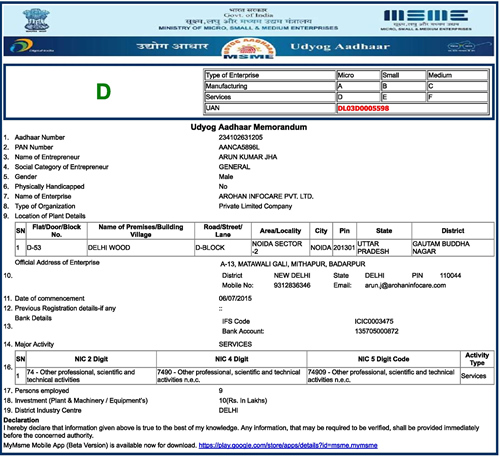 भारत सरकार
Govt. of India
सूक्ष्म, लघु और मध्यम उद्यम मंत्रालय
MINISTRY OF MICRO, SMALL & MEDIUM ENTERPRISES
MSME
MICRO, SMALL & MEDIUM ENTERPRISES
Digital India
उद्योग आधार
उद्योग आधार
MSME
Udyog Aadhaar
D
Type of Enterprise Micro Small Medium
Manufacturing A B C
Services D E F
UAN DL03D0005598
Udyog Aadhaar Memorandum
1. Aadhaar Number 234102631205
2. PAN Number AANCA5896L
3. Name of Entrepreneur ARUN KUMAR JHA
4. Social Category of Entrepreneur GENERAL
5. Gender Male
6. Physically Handicapped No
7. Name of Enterprise AROHAN INFOCARE PVT. LTD.
8. Type of Organization Private Limited Company
9. Location of Plant Details
SN Flat/Door/Block No. Name of Premises/Building Village Road/Street/Lane Area/Locality City Pin State District
1 D-53 DELHI WOOD D-BLOCK NOIDA SECTOR -2 NOIDA 201301 UTTAR PRADESH GAUTAM BUDDHA NAGAR
Official Address of Enterprise A-13, MATAWALI GALI, MITHAPUR, BADARPUR
10. District NEW DELHI State DELHI PIN 110044
Mobile No: 9312836346 Email: arun.j@arohaninfocare.com
11. Date of commencement 06/07/2015
12. Previous Registration details-if any ::
13. Bank Details IFS Code ICIC0003475
Bank Account: 135705000872
14. Major Activity SERVICES
16. SN NIC 2 Digit NIC 4 Digit NIC 5 Digit Code Activity Type
1 74 - Other professional, scientific and technical activities 7490 - Other professional, scientific and technical activities n.e.c. 74909 - Other professional, scientific and technical activities n.e.c. Services
17. Persons employed 9
18. Investment (Plant & Machinery / Equipment's) 10(Rs. In Lakhs)
19. District Industry Centre DELHI
Declaration
I hereby declare that information given above is true to the best of my knowledge. Any information, that may be required to be verified, shall be provided immediately
before the concerned authority.
MyMsme Mobile App (Beta Version) is available now for download. https://play.google.com/store/apps/details?id=msme.mymsme